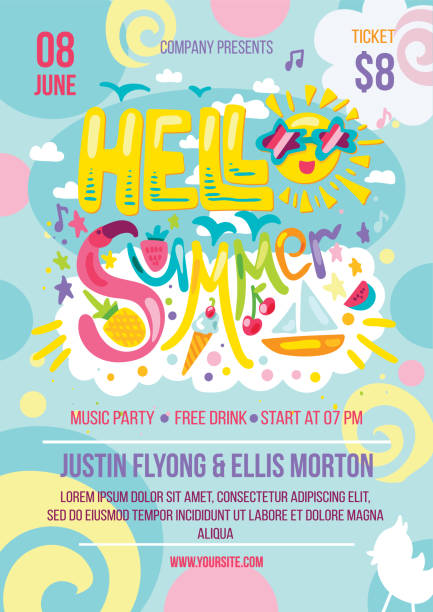 08
JUNE
COMPANY PRESENTS
TICKET
$8
HELLO
SUMMER
MUSIC PARTY ● FREE DRINK ● START AT 07 PM
JUSTIN FLYONG & ELLIS MORTON
LOREM IPSUM DOLOR SIT AMET, CONSECTETUR ADIPISCING ELIT,
SED DO EIUSMOD TEMPOR UT LABORE ET DOLORE MAGNA
ALIQUA
WWW.YOURSITE.COM